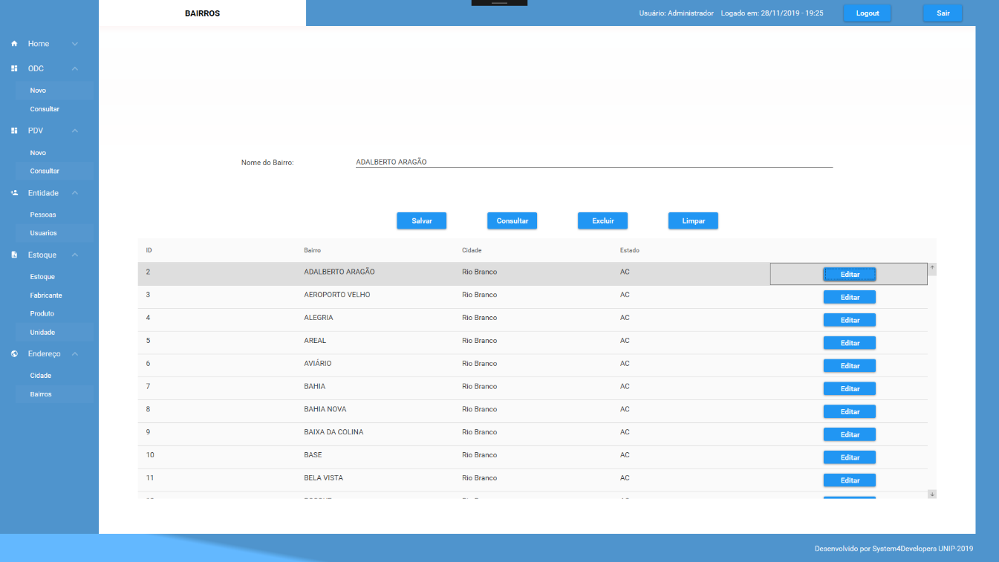 BAIRROS
Usuário: Administrador Logado em: 28/11/2019 - 19:25 Logout Sair
Home
ODC
Novo
Consultar
PDV
Novo
Consultar
Entidade
Pessoas
Usuarios
Estoque
Estoque
Fabricante
Produto
Unidade
Endereço
Cidade
Bairros
Nome do Bairro: ADALBERTO ARAGÃO
Salvar Consultar Excluir Limpar
ID Bairro Cidade Estado
2 ADALBERTO ARAGÃO Rio Branco AC Editar
3 AEROPORTO VELHO Rio Branco AC Editar
4 ALEGRIA Rio Branco AC Editar
5 AREAL Rio Branco AC Editar
6 AVIÁRIO Rio Branco AC Editar
7 BAHIA Rio Branco AC Editar
8 BAHIA NOVA Rio Branco AC Editar
9 BAIXA DA COLINA Rio Branco AC Editar
10 BASE Rio Branco AC Editar
11 BELA VISTA Rio Branco AC Editar
Desenvolvido por System4Developers UNIP-2019